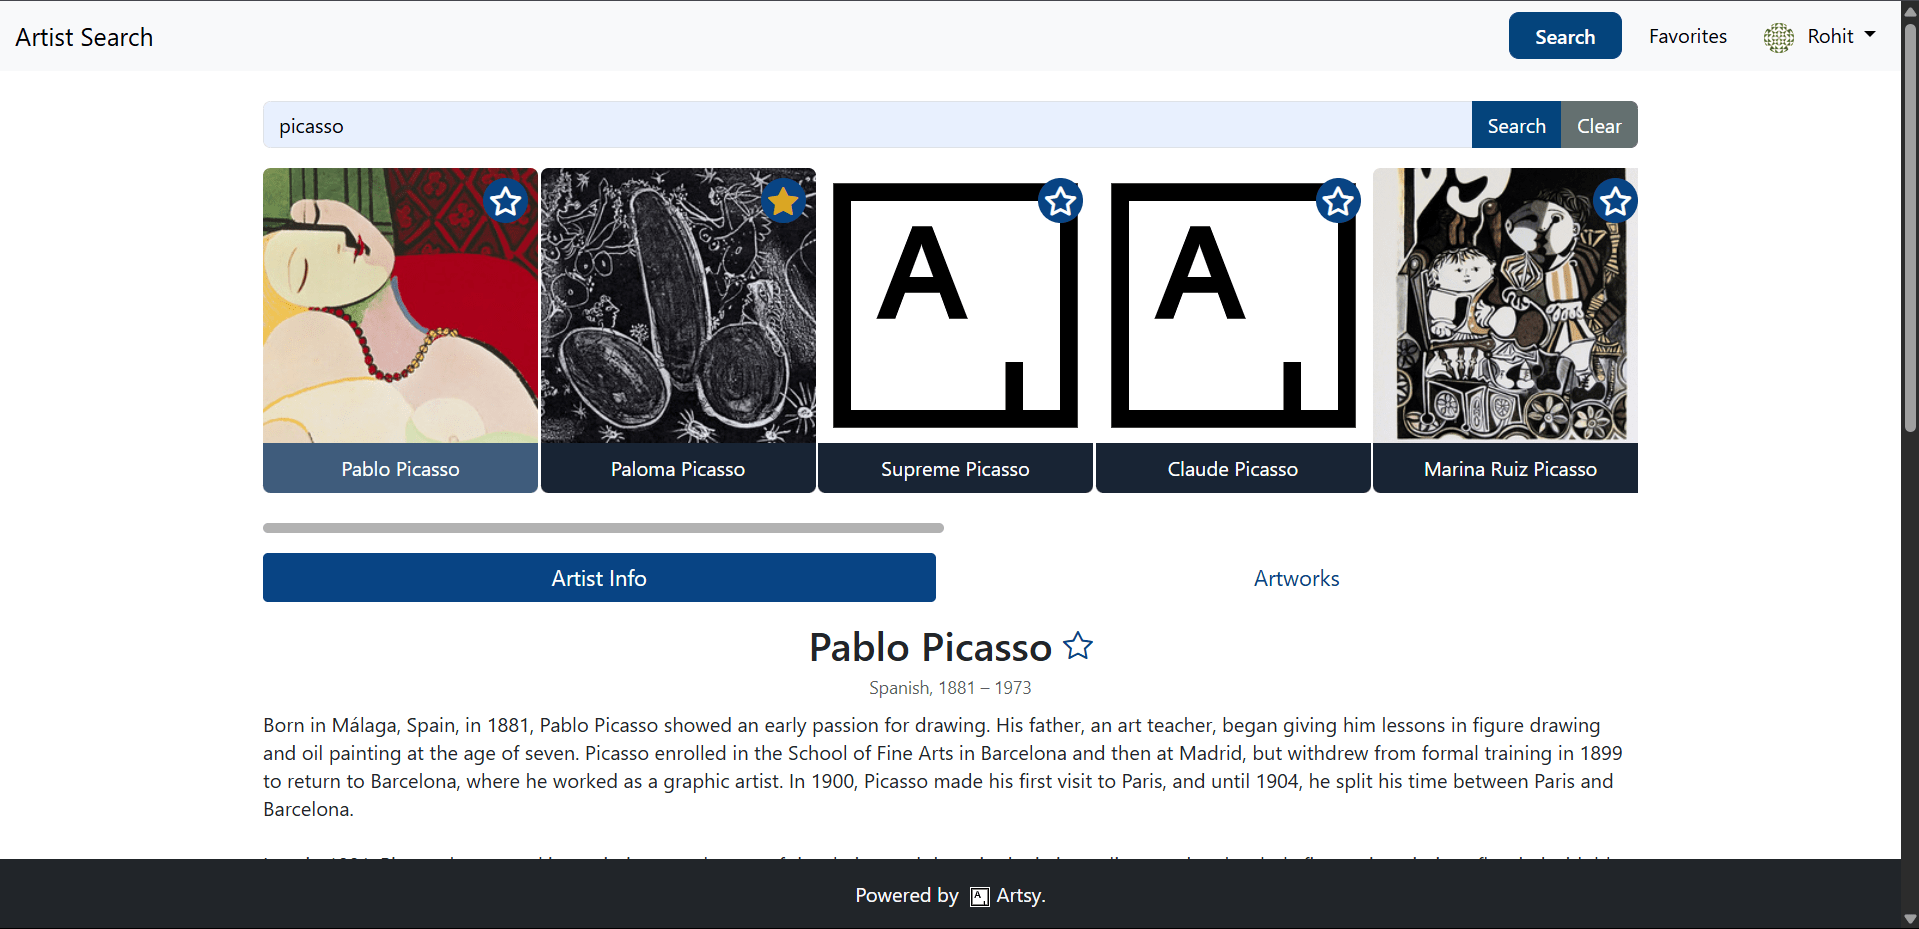 Artist Search
Search
Favorites
Rohit
picasso
Search
Clear
A
A
Pablo Picasso
Paloma Picasso
Supreme Picasso
Claude Picasso
Marina Ruiz Picasso
Artist Info
Artworks
Pablo Picasso
Spanish, 1881 – 1973
Born in Málaga, Spain, in 1881, Pablo Picasso showed an early passion for drawing. His father, an art teacher, began giving him lessons in figure drawing
and oil painting at the age of seven. Picasso enrolled in the School of Fine Arts in Barcelona and then at Madrid, but withdrew from formal training in 1899
to return to Barcelona, where he worked as a graphic artist. In 1900, Picasso made his first visit to Paris, and until 1904, he split his time between Paris and
Barcelona.
Powered by A Artsy.